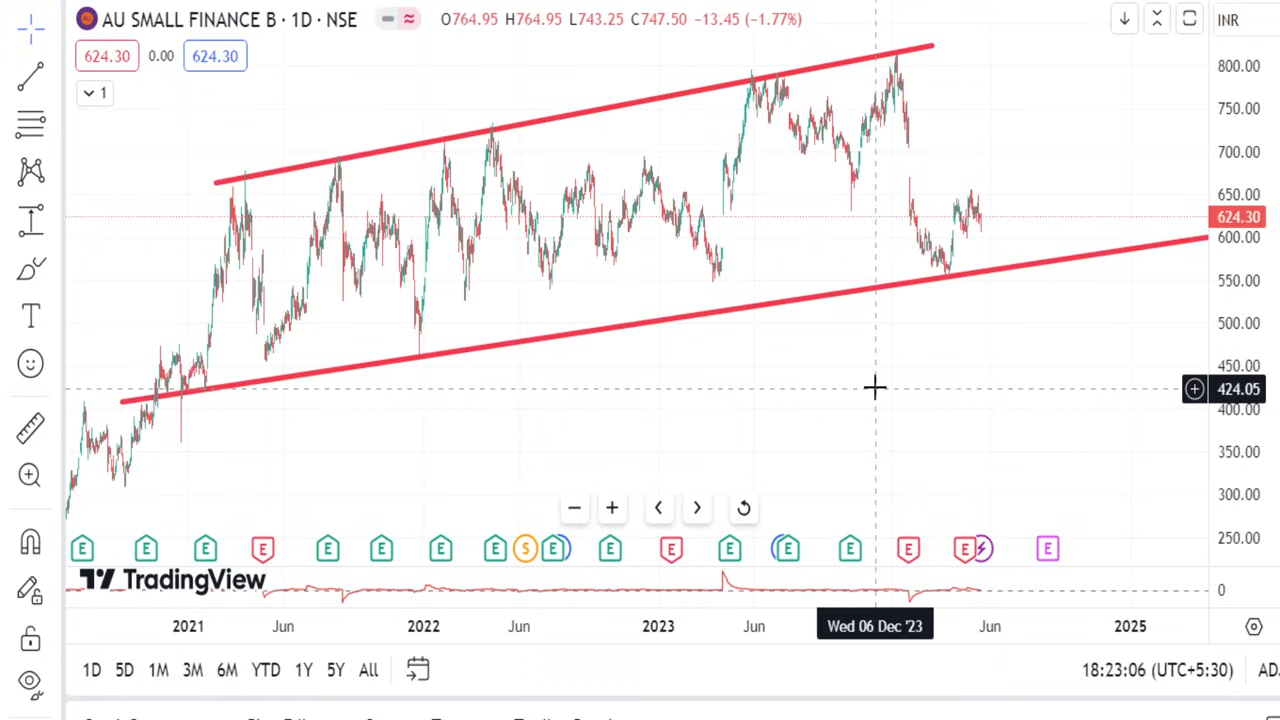 AU SMALL FINANCE B · 1D · NSE
O764.95 H764.95 L743.25 C747.50 −13.45 (−1.77%)
INR
624.30 0.00 624.30
1
800.00
750.00
700.00
650.00
624.30
600.00
550.00
500.00
450.00
424.05
400.00
350.00
300.00
250.00
E E E E E E E E S E E E E E E E E E
TradingView
0
2021 Jun 2022 Jun 2023 Jun Wed 06 Dec '23 Jun 2025
1D 5D 1M 3M 6M YTD 1Y 5Y All
18:23:06 (UTC+5:30) ADJ